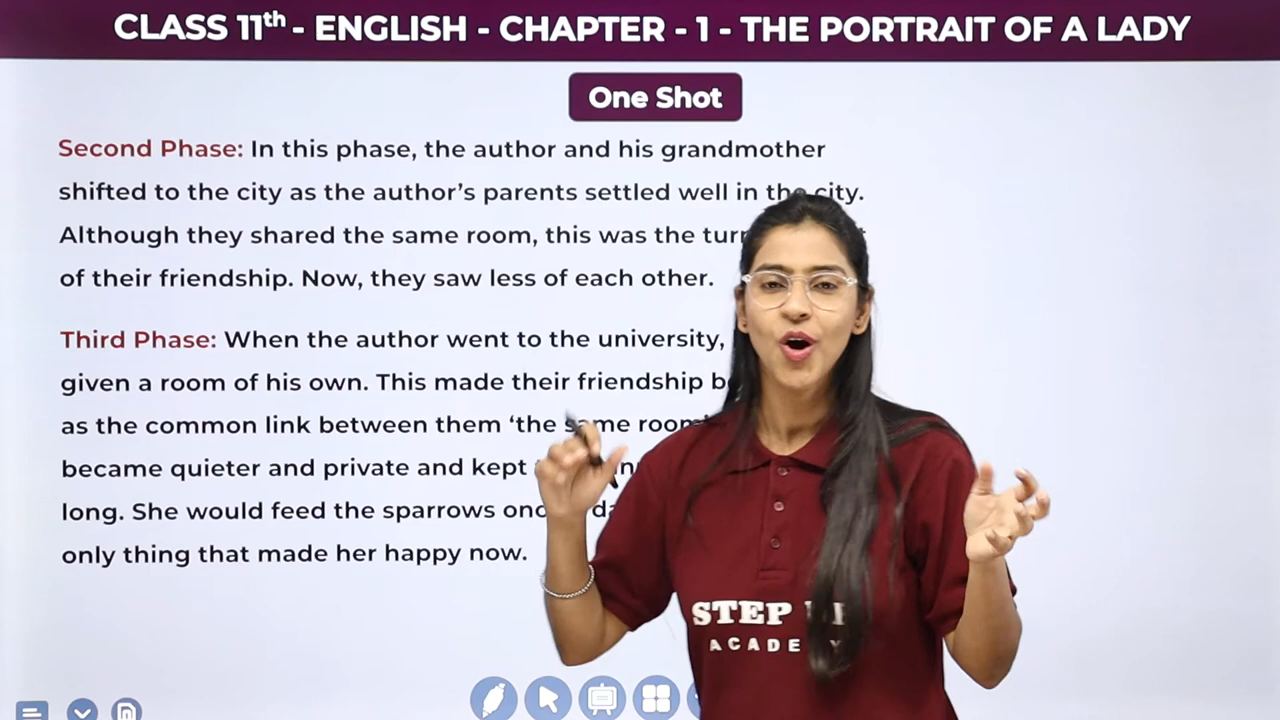 CLASS 11th - ENGLISH - CHAPTER - 1 - THE PORTRAIT OF A LADY
One Shot
Second Phase: In this phase, the author and his grandmother
shifted to the city as the author's parents settled well in the city.
Although they shared the same room, this was the
of their friendship. Now, they saw less of each other.
Third Phase: When the author went to the university,
given a room of his own. This made their friendship
as the common link between them 'the same room'
became quieter and private and kept
long. She would feed the sparrows
only thing that made her happy now.
STEP